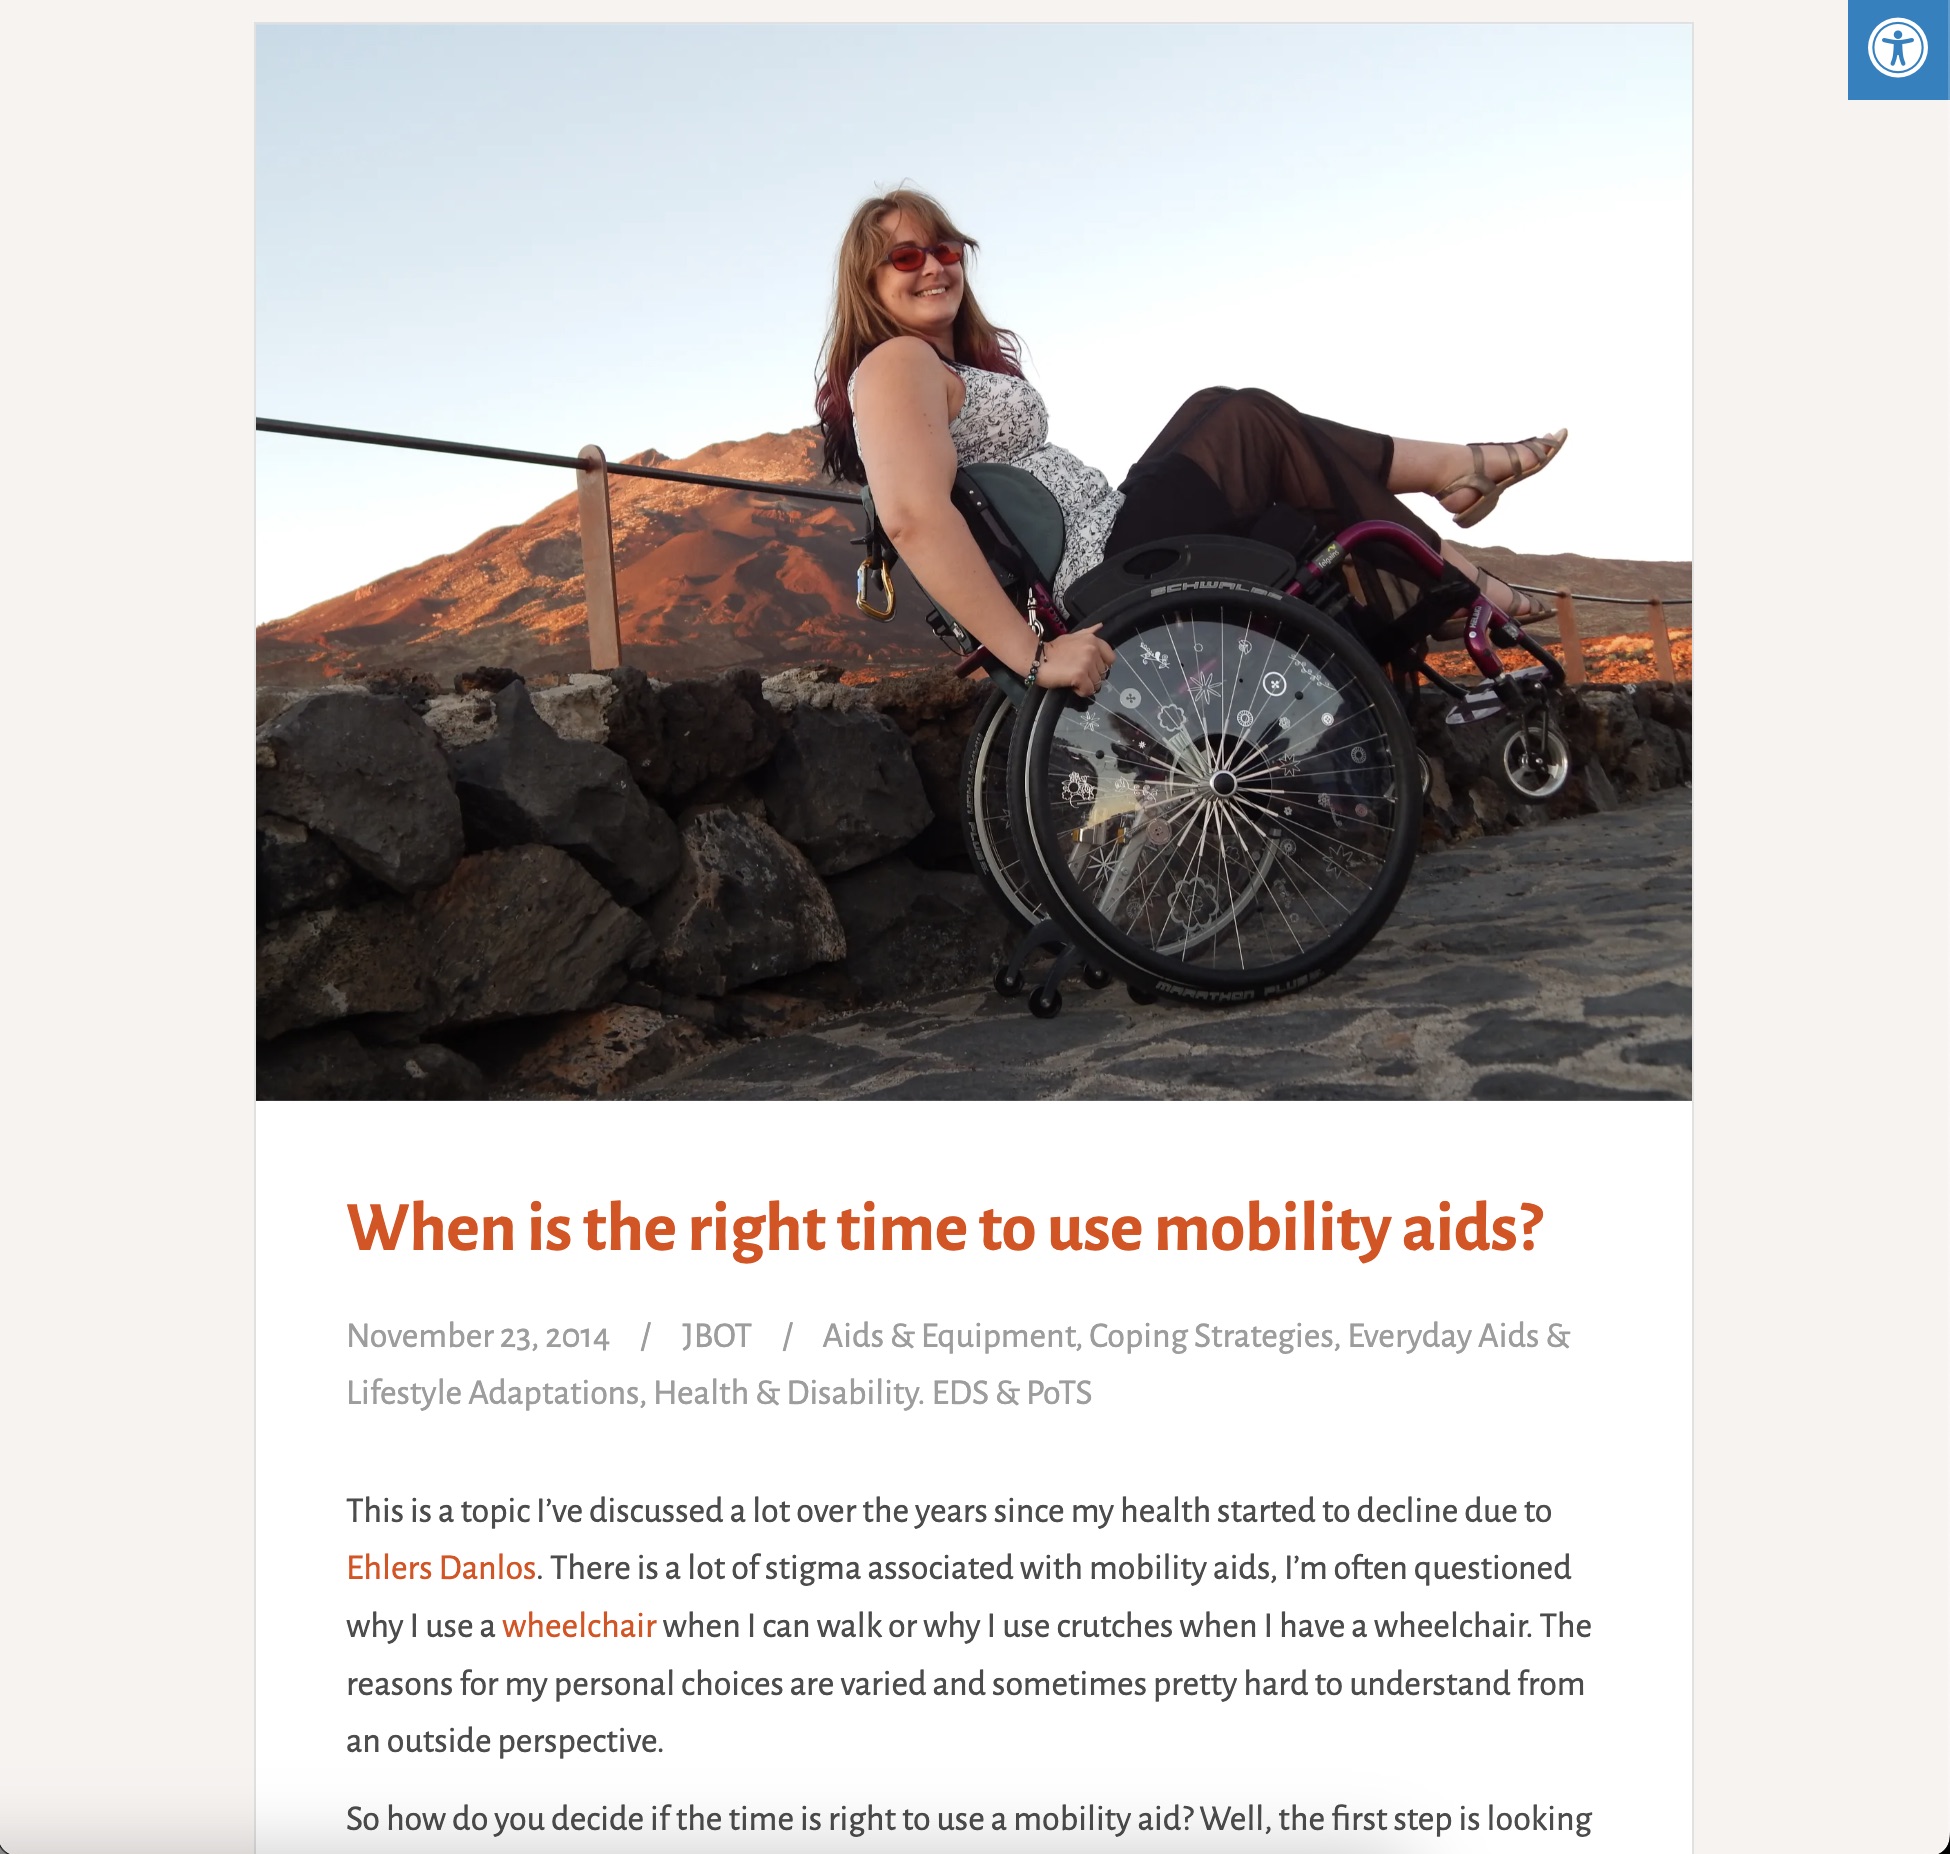 SCHWALBE
MARATHON PLUS
When is the right time to use mobility aids?
November 23, 2014 / JBOT / Aids & Equipment, Coping Strategies, Everyday Aids &
Lifestyle Adaptations, Health & Disability. EDS & PoTS
This is a topic I’ve discussed a lot over the years since my health started to decline due to
Ehlers Danlos. There is a lot of stigma associated with mobility aids, I’m often questioned
why I use a wheelchair when I can walk or why I use crutches when I have a wheelchair. The
reasons for my personal choices are varied and sometimes pretty hard to understand from
an outside perspective.
So how do you decide if the time is right to use a mobility aid? Well, the first step is looking